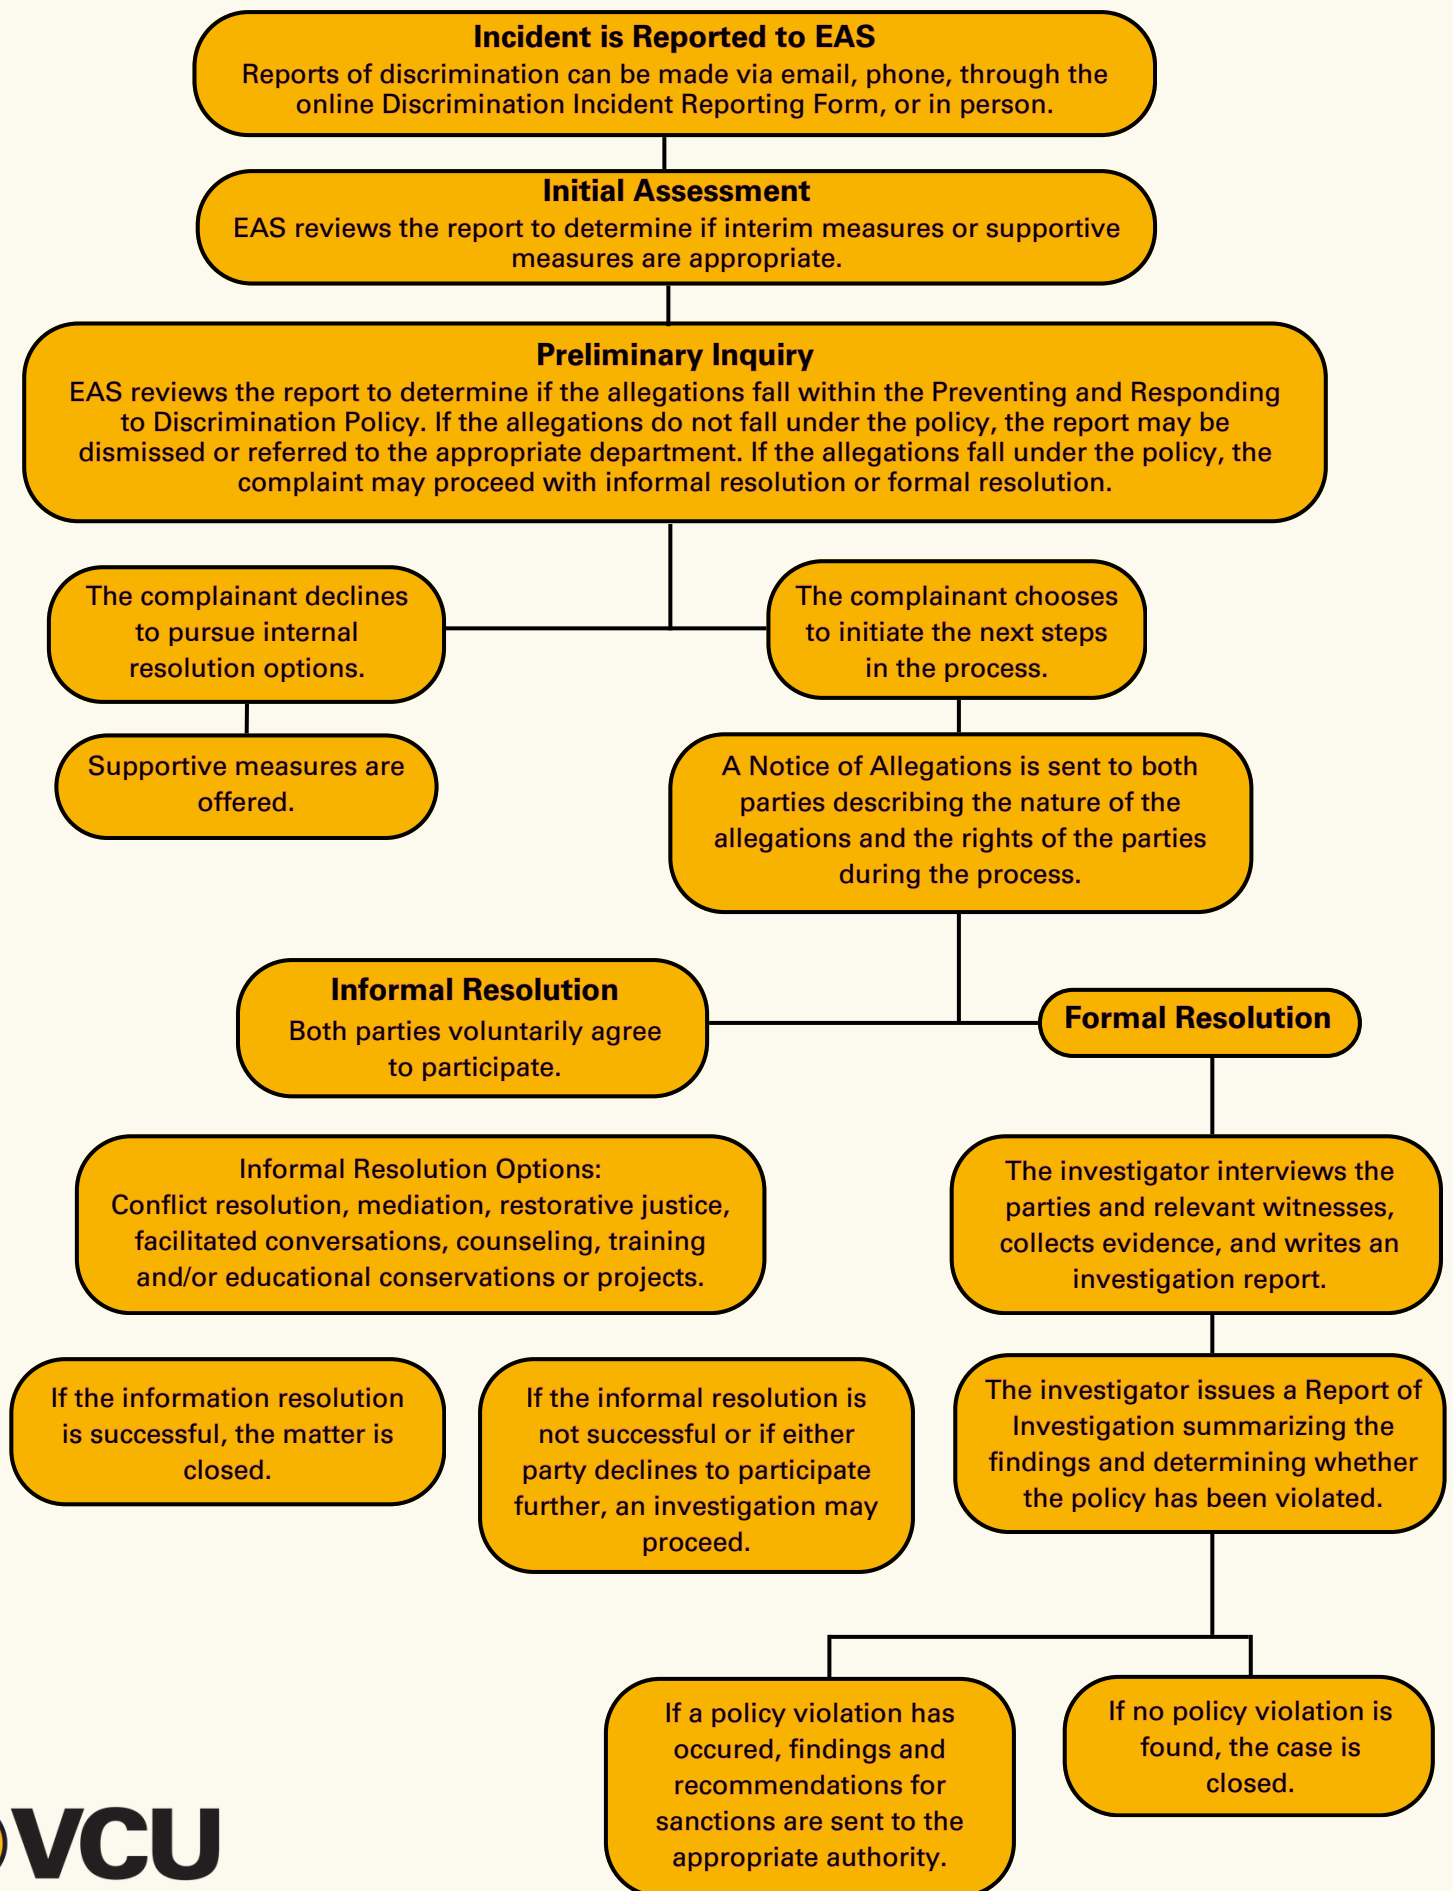 Incident is Reported to EAS
Reports of discrimination can be made via email, phone, through the
online Discrimination Incident Reporting Form, or in person.
Initial Assessment
EAS reviews the report to determine if interim measures or supportive
measures are appropriate.
Preliminary Inquiry
EAS reviews the report to determine if the allegations fall within the Preventing and Responding
to Discrimination Policy. If the allegations do not fall under the policy, the report may be
dismissed or referred to the appropriate department. If the allegations fall under the policy, the
complaint may proceed with informal resolution or formal resolution.
The complainant declines
to pursue internal
resolution options.
The complainant chooses
to initiate the next steps
in the process.
Supportive measures are
offered.
A Notice of Allegations is sent to both
parties describing the nature of the
allegations and the rights of the parties
during the process.
Informal Resolution
Both parties voluntarily agree
to participate.
Formal Resolution
Informal Resolution Options:
Conflict resolution, mediation, restorative justice,
facilitated conversations, counseling, training
and/or educational conservations or projects.
The investigator interviews the
parties and relevant witnesses,
collects evidence, and writes an
investigation report.
If the information resolution
is successful, the matter is
closed.
If the informal resolution is
not successful or if either
party declines to participate
further, an investigation may
proceed.
The investigator issues a Report of
Investigation summarizing the
findings and determining whether
the policy has been violated.
If a policy violation has
occured, findings and
recommendations for
sanctions are sent to the
appropriate authority.
If no policy violation is
found, the case is
closed.
VCU